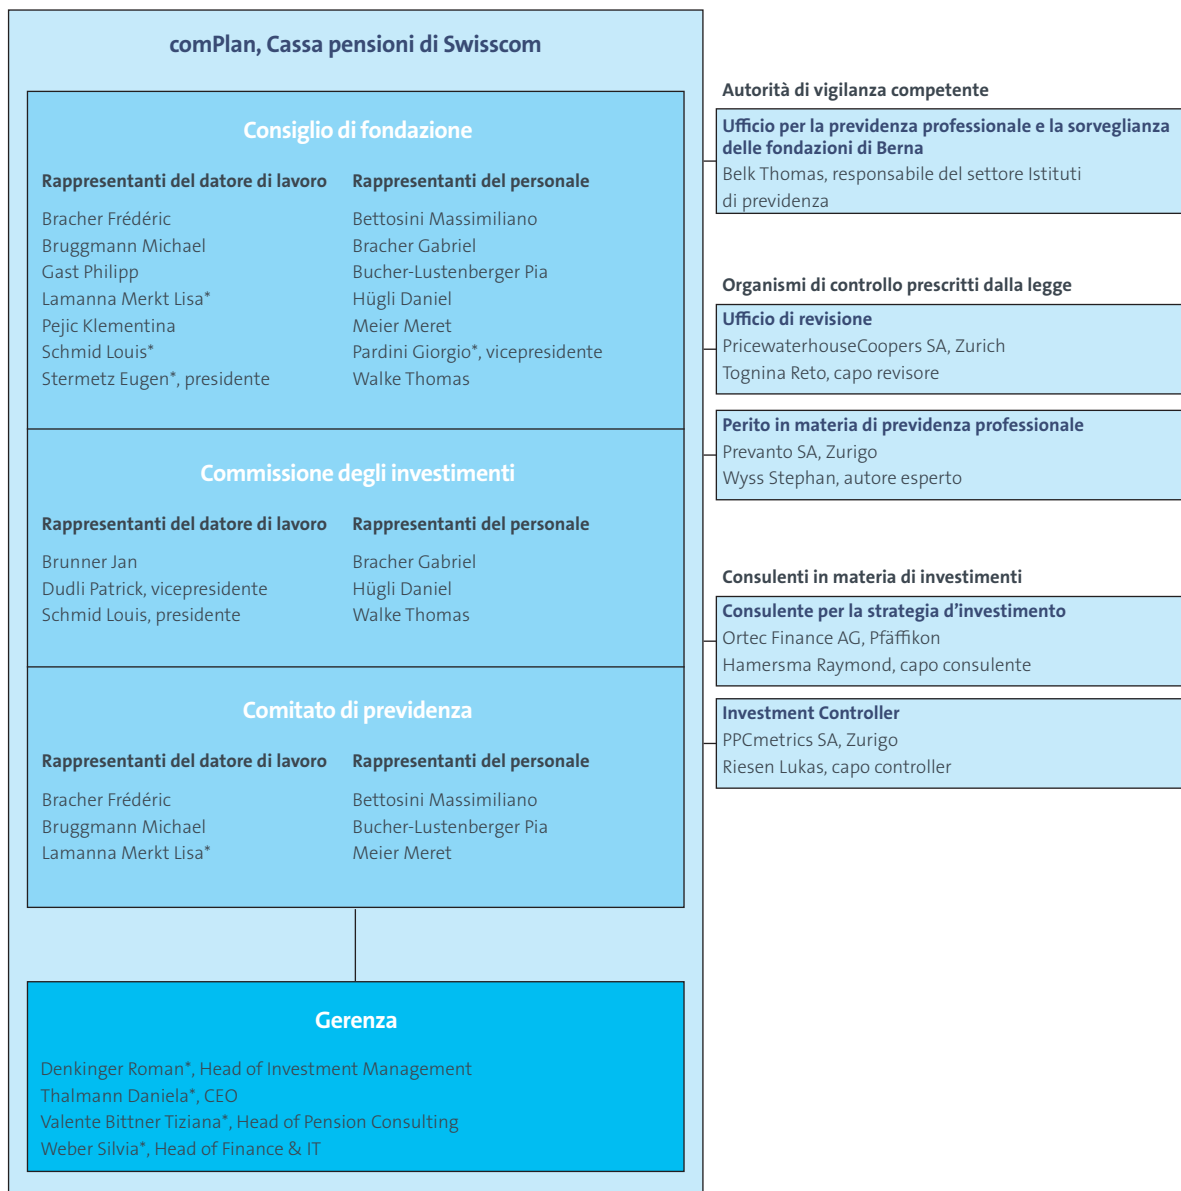 comPlan, Cassa pensioni di Swisscom
Consiglio di fondazione
Rappresentanti del datore di lavoro
Bracher Frédéric
Bruggmann Michael
Gast Philipp
Lamanna Merkt Lisa*
Pejic Klementina
Schmid Louis*
Stermetz Eugen*, presidente
Rappresentanti del personale
Bettosini Massimiliano
Bracher Gabriel
Bucher-Lustenberger Pia
Hügli Daniel
Meier Meret
Pardini Giorgio*, vicepresidente
Walke Thomas
Commissione degli investimenti
Rappresentanti del datore di lavoro
Brunner Jan
Dudli Patrick, vicepresidente
Schmid Louis, presidente
Rappresentanti del personale
Bracher Gabriel
Hügli Daniel
Walke Thomas
Comitato di previdenza
Rappresentanti del datore di lavoro
Bracher Frédéric
Bruggmann Michael
Lamanna Merkt Lisa*
Rappresentanti del personale
Bettosini Massimiliano
Bucher-Lustenberger Pia
Meier Meret
Gerenza
Denkinger Roman*, Head of Investment Management
Thalmann Daniela*, CEO
Valente Bittner Tiziana*, Head of Pension Consulting
Weber Silvia*, Head of Finance & IT
Autorità di vigilanza competente
Ufficio per la previdenza professionale e la sorveglianza
delle fondazioni di Berna
Belk Thomas, responsabile del settore Istituti
di previdenza
Organismi di controllo prescritti dalla legge
Ufficio di revisione
PricewaterhouseCoopers SA, Zurich
Tognina Reto, capo revisore
Perito in materia di previdenza professionale
Prevanto SA, Zurigo
Wyss Stephan, autore esperto
Consulenti in materia di investimenti
Consulente per la strategia d’investimento
Ortec Finance AG, Pfäffikon
Hamersma Raymond, capo consulente
Investment Controller
PPCmetrics SA, Zurigo
Riesen Lukas, capo controller